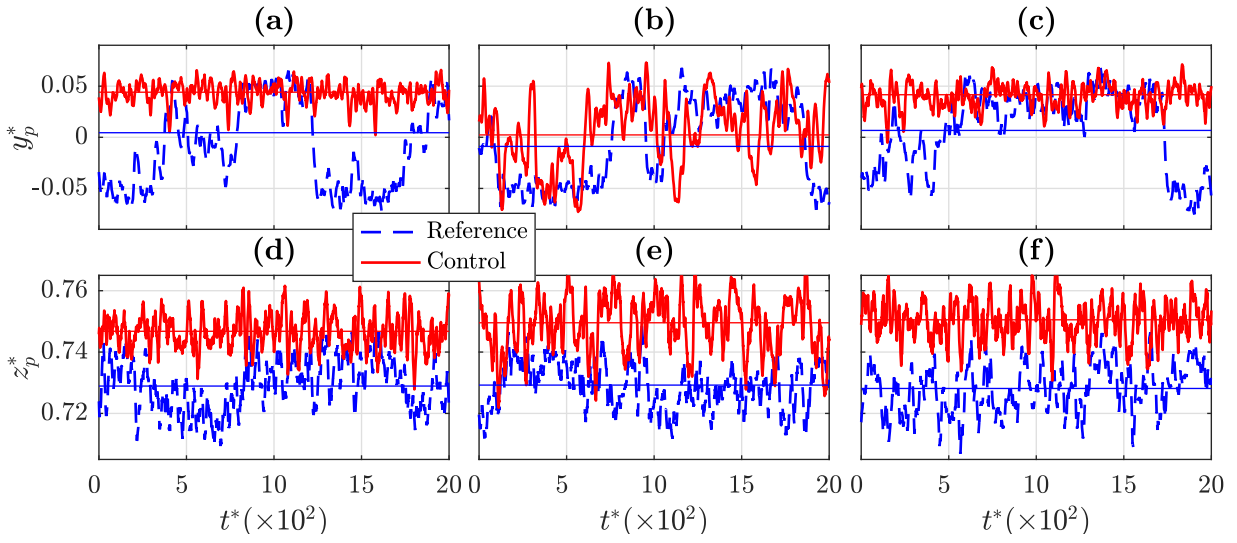 (a) (b) (c)
0.05
0
-0.05
y*p
Reference
Control
(d) (e) (f)
0.76
0.74
0.72
z*p
0 5 10 15 20 0 5 10 15 20 0 5 10 15 20
t*(×10²) t*(×10²) t*(×10²)